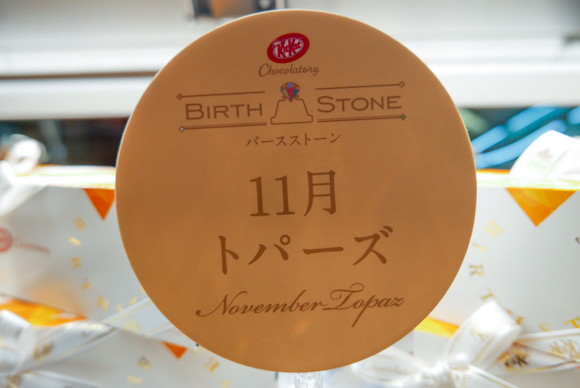 KitKat
Chocolatory
BIRTH STONE
バースストーン
11月
トパーズ
November Topaz